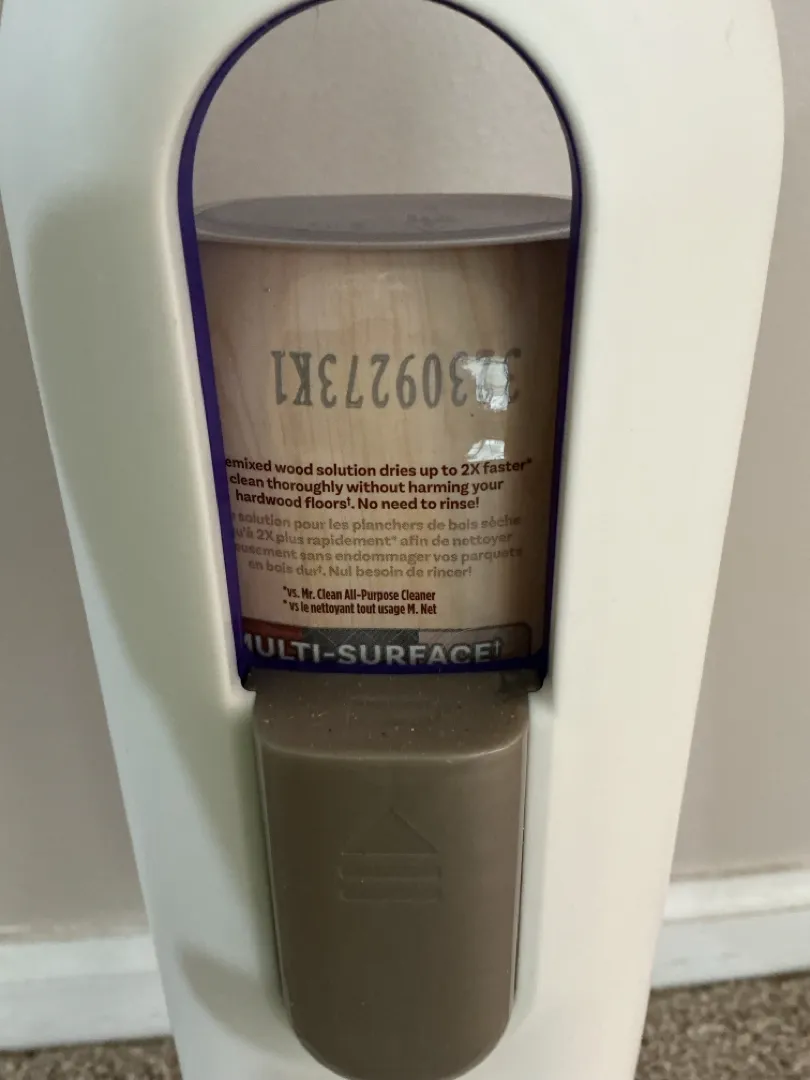 emixed wood solution dries up to 2X faster*
clean thoroughly without harming your
hardwood floors†. No need to rinse!
solution pour les planchers de bois sèche
qu'à 2X plus rapidement* afin de nettoyer
eusement sans endommager vos parquets
en bois dur†. Nul besoin de rincer!
*vs. Mr. Clean All-Purpose Cleaner
* vs le nettoyant tout usage M. Net
MULTI-SURFACE†